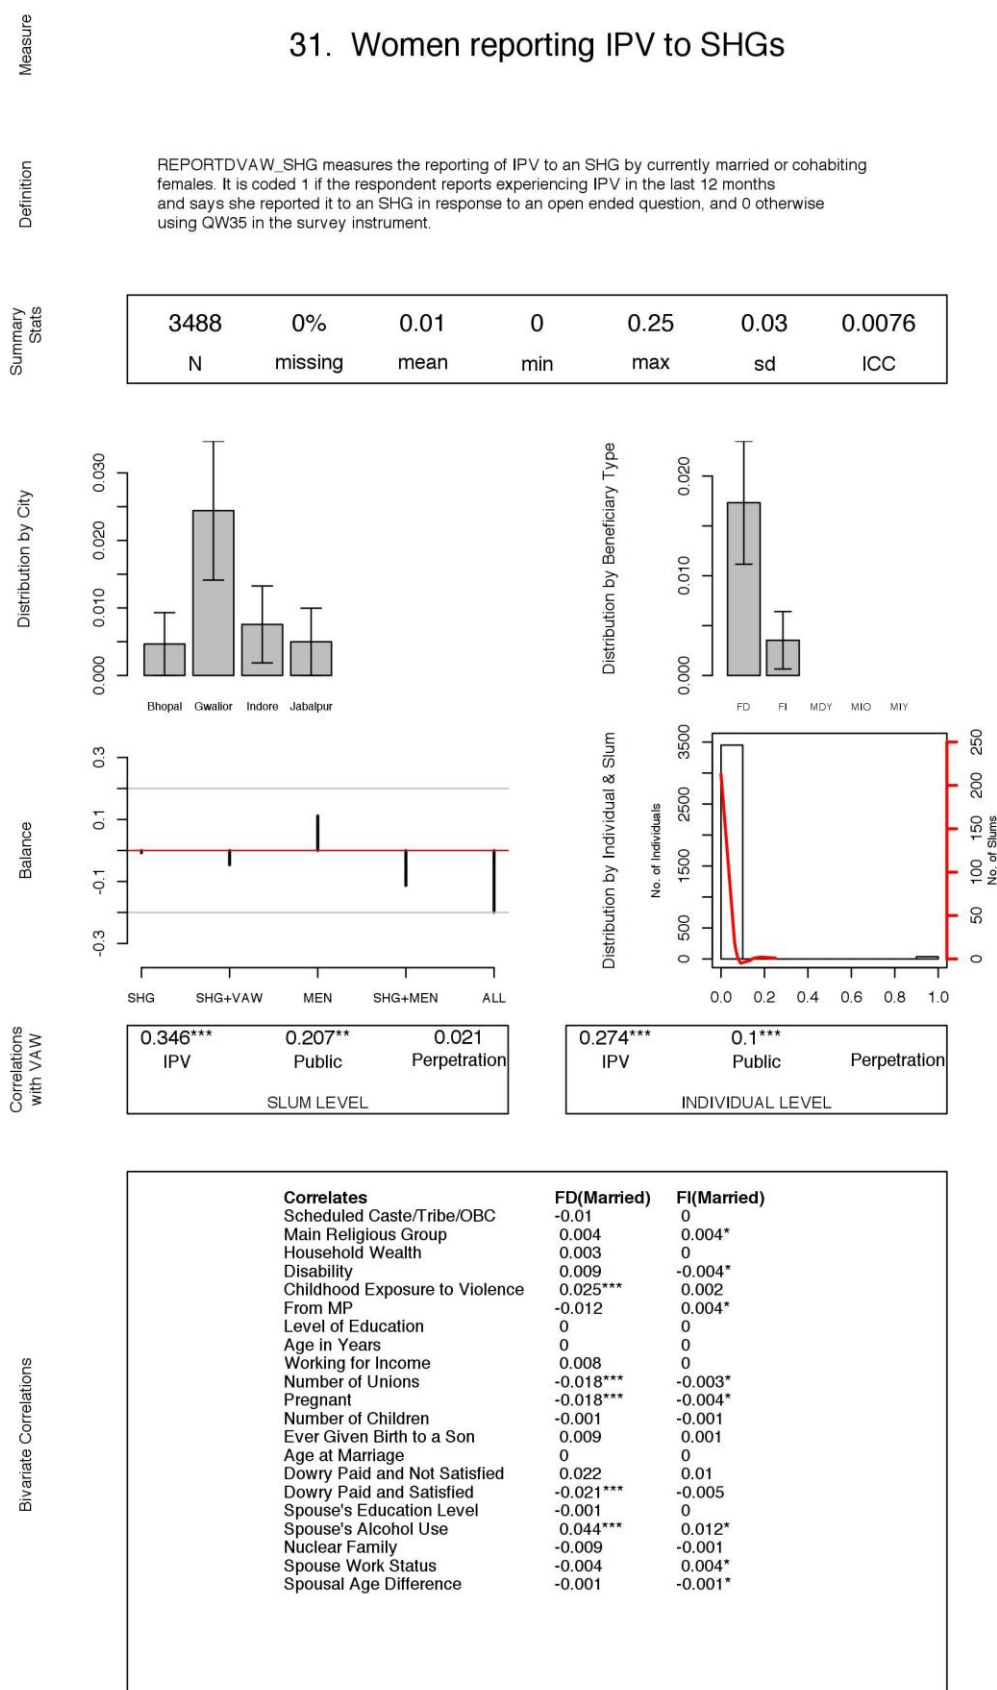 Measure
31. Women reporting IPV to SHGs
Definition
REPORTDVAW_SHG measures the reporting of IPV to an SHG by currently married or cohabiting
females. It is coded 1 if the respondent reports experiencing IPV in the last 12 months
and says she reported it to an SHG in response to an open ended question, and 0 otherwise
using QW35 in the survey instrument.
Summary
Stats
3488 0% 0.01 0 0.25 0.03 0.0076
N missing mean min max sd ICC
Distribution by City
0.030
0.020
0.010
0.000
Bhopal Gwalior Indore Jabalpur
Distribution by Beneficiary Type
0.020
0.010
0.000
FD FI MDY MIO MIY
Balance
0.3
0.1
-0.1
-0.3
SHG SHG+VAW MEN SHG+MEN ALL
Distribution by Individual & Slum
No. of Individuals
3500
2500
1500
500
0
250
200
150
100
50
0
No. of Slums
0.0 0.2 0.4 0.6 0.8 1.0
Correlations
with VAW
0.346*** 0.207** 0.021
IPV Public Perpetration
SLUM LEVEL
0.274*** 0.1***
IPV Public Perpetration
INDIVIDUAL LEVEL
Bivariate Correlations
Correlates FD(Married) FI(Married)
Scheduled Caste/Tribe/OBC -0.01 0
Main Religious Group 0.004 0.004*
Household Wealth 0.003 0
Disability 0.009 -0.004*
Childhood Exposure to Violence 0.025*** 0.002
From MP -0.012 0.004*
Level of Education 0 0
Age in Years 0 0
Working for Income 0.008 0
Number of Unions -0.018*** -0.003*
Pregnant -0.018*** -0.004*
Number of Children -0.001 -0.001
Ever Given Birth to a Son 0.009 0.001
Age at Marriage 0 0
Dowry Paid and Not Satisfied 0.022 0.01
Dowry Paid and Satisfied -0.021*** -0.005
Spouse's Education Level -0.001 0
Spouse's Alcohol Use 0.044*** 0.012*
Nuclear Family -0.009 -0.001
Spouse Work Status -0.004 0.004*
Spousal Age Difference -0.001 -0.001*